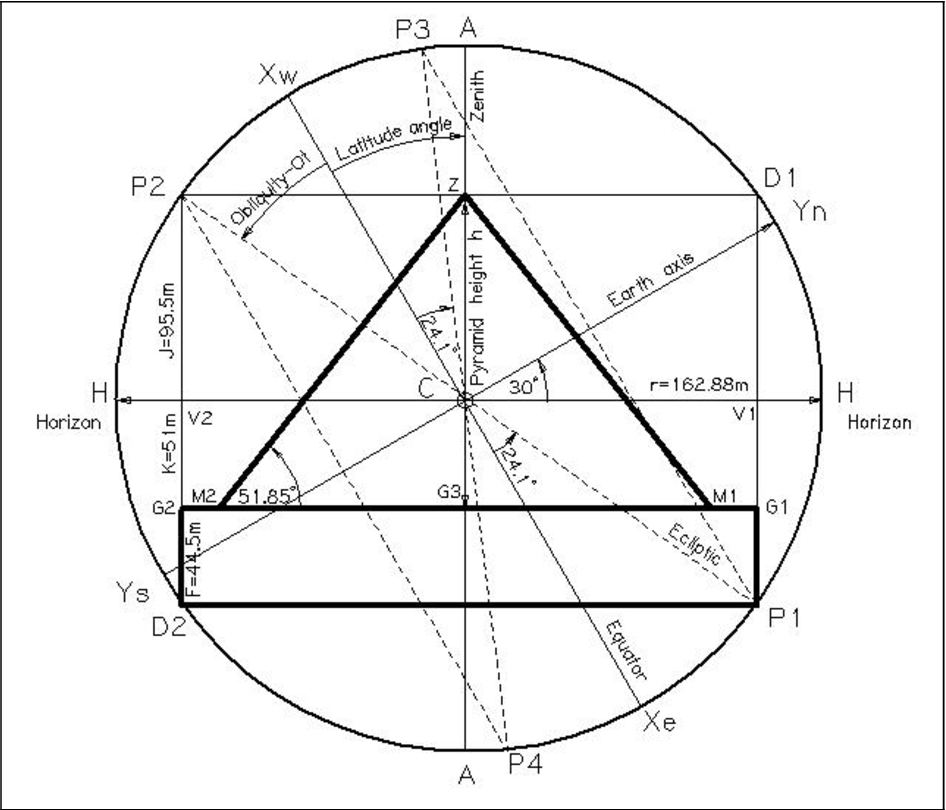 P3
A
Xw
Zenith
Latitude angle
Obliquity-Ot
P2
Z
D1
Yn
Earth axis
Pyramid height h
J=95.5m
24.1°
C
30°
r=162.88m
H
Horizon
V2
V1
H
Horizon
K=51m
24.1°
G2
M2
51.85°
G3
M1
G1
F=44.5m
Ecliptic
Ys
D2
P1
Equator
Xe
A
P4